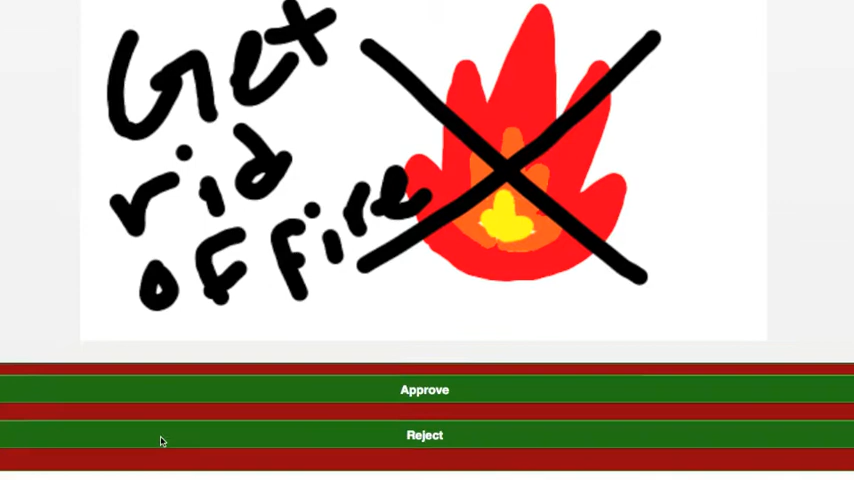 Get
rid
of fire
Approve
Reject